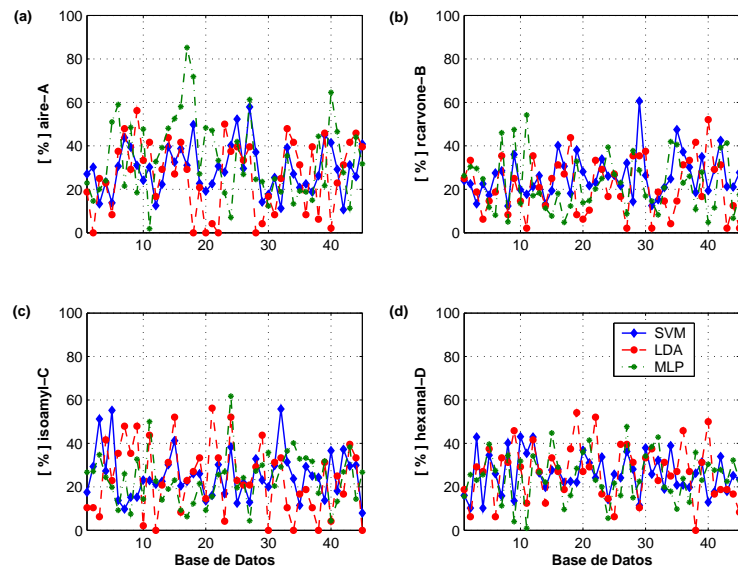 (a)
[ % ] aire−A
100
80
60
40
20
0
10 20 30 40
(b)
[ % ] rcarvone−B
100
80
60
40
20
0
10 20 30 40
(c)
[ % ] isoamyl−C
100
80
60
40
20
0
10 20 30 40
Base de Datos
(d)
[ % ] hexanal−D
100
80
60
40
20
0
10 20 30 40
Base de Datos
SVM
LDA
MLP